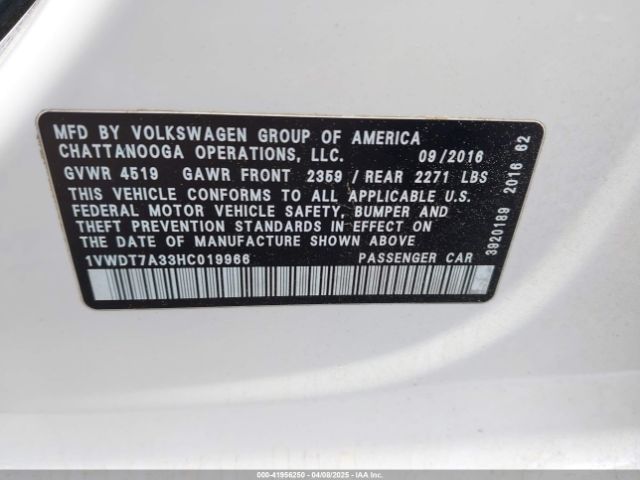 MFD BY VOLKSWAGEN GROUP OF AMERICA
CHATTANOOGA OPERATIONS, LLC. 09/2016
GVWR 4519 GAWR FRONT 2359 / REAR 2271 LBS
THIS VEHICLE CONFORMS TO ALL APPLICABLE U.S.
FEDERAL MOTOR VEHICLE SAFETY, BUMPER AND
THEFT PREVENTION STANDARDS IN EFFECT ON
THE DATE OF MANUFACTURE SHOWN ABOVE
1VWDT7A33HC019966 PASSENGER CAR
3920189 2016 62
000-41956250 | 04/08/2025 | IAAI